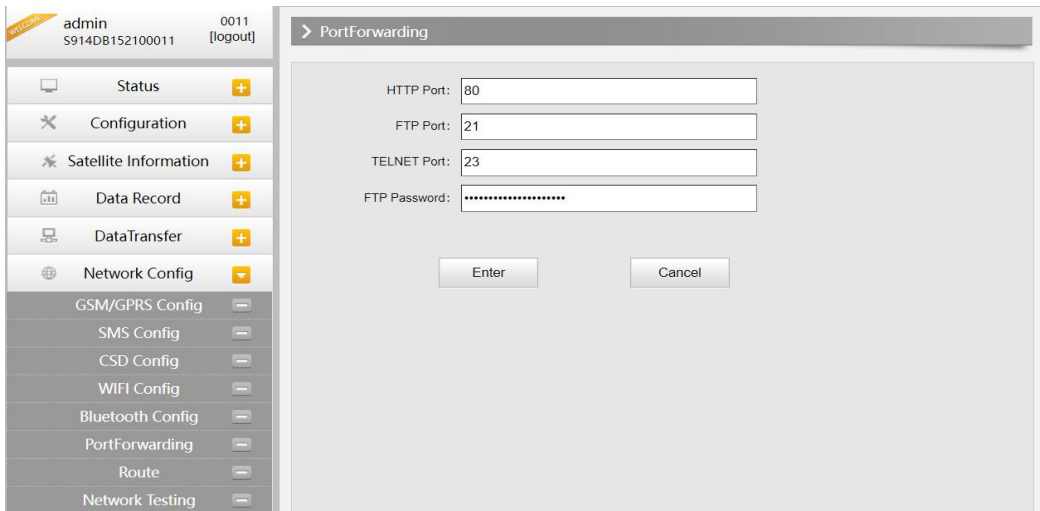 WELCOME
admin
0011
S914DB152100011
[logout]
Status
Configuration
Satellite Information
Data Record
DataTransfer
Network Config
GSM/GPRS Config
SMS Config
CSD Config
WIFI Config
Bluetooth Config
PortForwarding
Route
Network Testing
PortForwarding
HTTP Port: 80
FTP Port: 21
TELNET Port: 23
FTP Password: •••••••••••••••••••••
Enter
Cancel